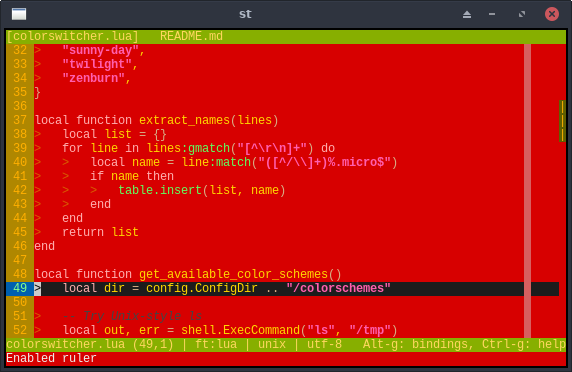 st
[colorswitcher.lua]   README.md
32 >   "sunny-day",
33 >   "twilight",
34 >   "zenburn",
35 }
36
37 local function extract_names(lines)
38 >   local list = {}
39 >   for line in lines:gmatch("[^\r\n]+") do
40 >   >   local name = line:match("([^/\\]+)%.micro$")
41 >   >   if name then
42 >   >   >   table.insert(list, name)
43 >   >   end
44 >   end
45 >   return list
46 end
47
48 local function get_available_color_schemes()
49 >   local dir = config.ConfigDir .. "/colorschemes"
50
51 >   --
52 >   local out, err = shell.ExecCommand("ls", "/tmp")
colorswitcher.lua (49,1) | ft:lua | unix | utf-8   Alt-g: bindings, Ctrl-g: help
Enabled ruler